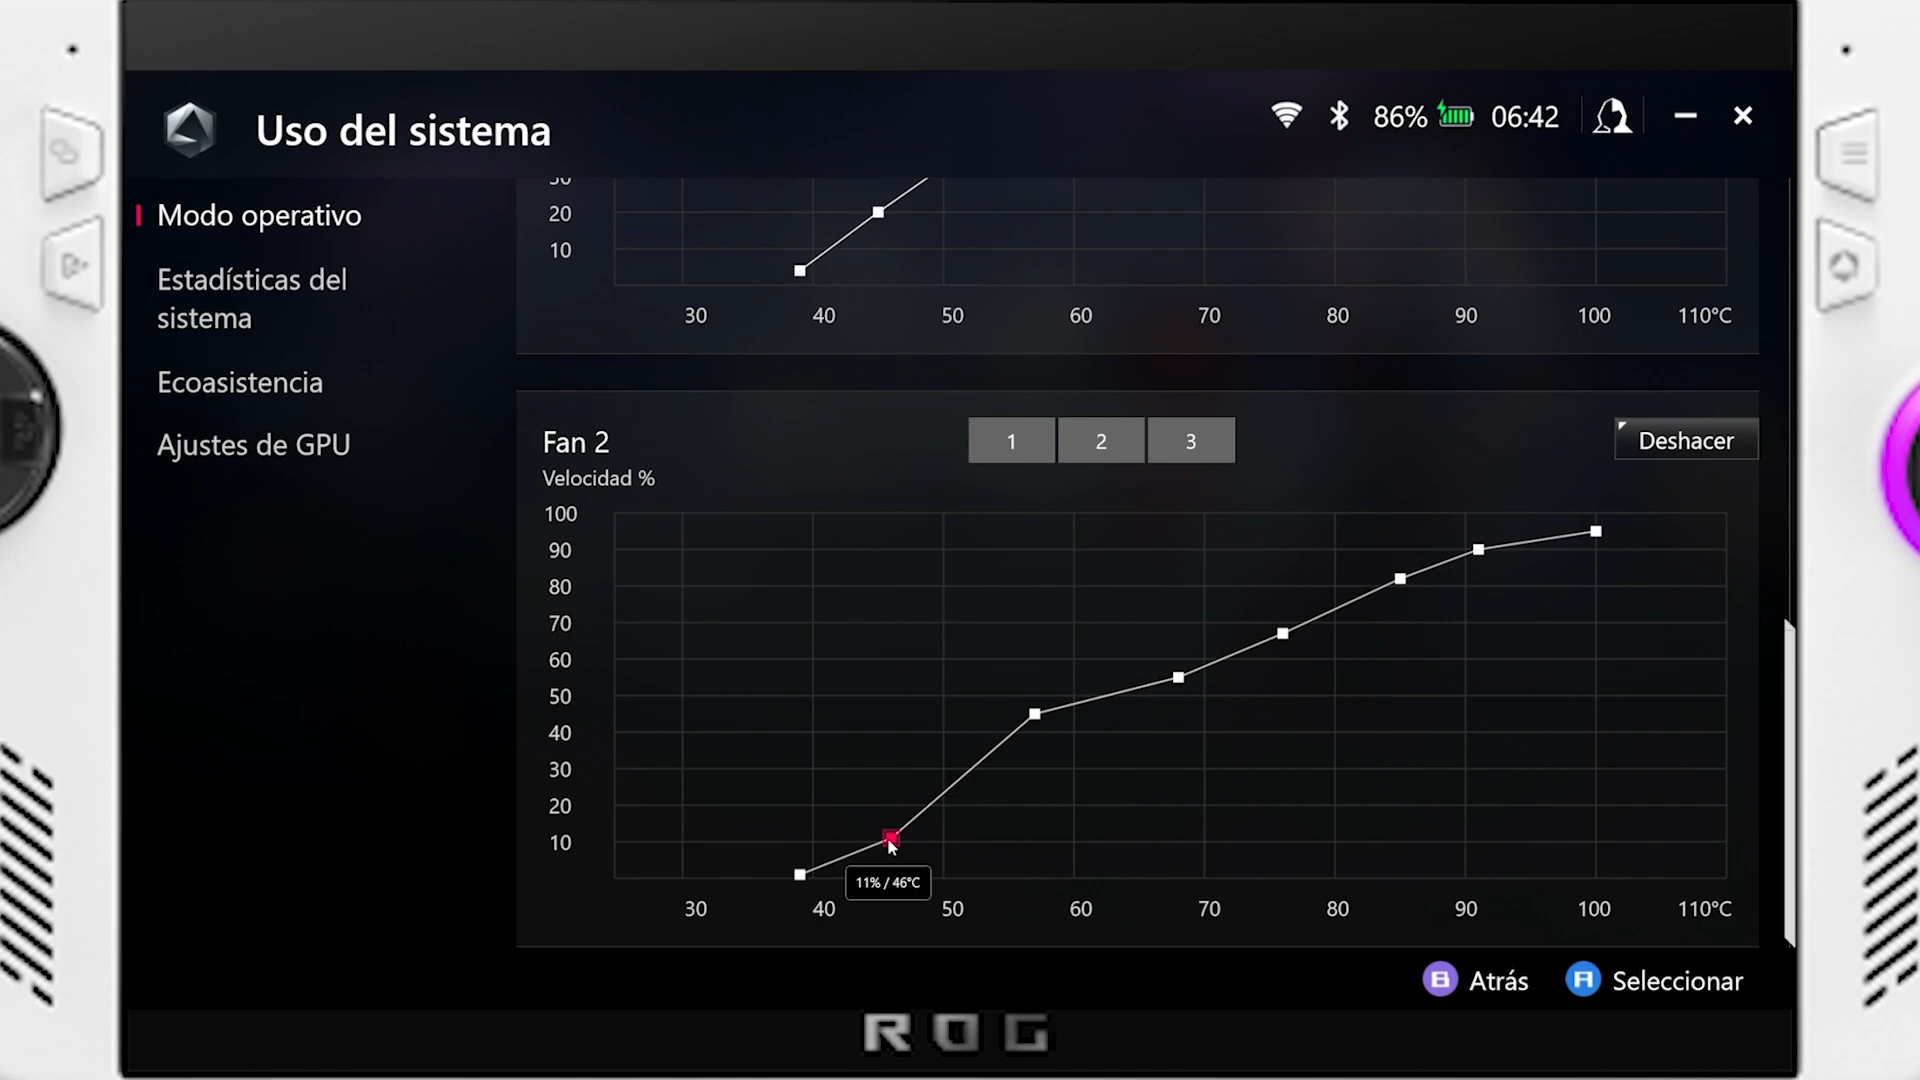 Uso del sistema
86%
06:42
Modo operativo
Estadísticas del
sistema
Ecoasistencia
Ajustes de GPU
20
10
30 40 50 60 70 80 90 100 110°C
Fan 2
1 2 3
Deshacer
Velocidad %
100
90
80
70
60
50
40
30
20
10
11% / 46°C
30 40 50 60 70 80 90 100 110°C
B Atrás
A Seleccionar
ROG